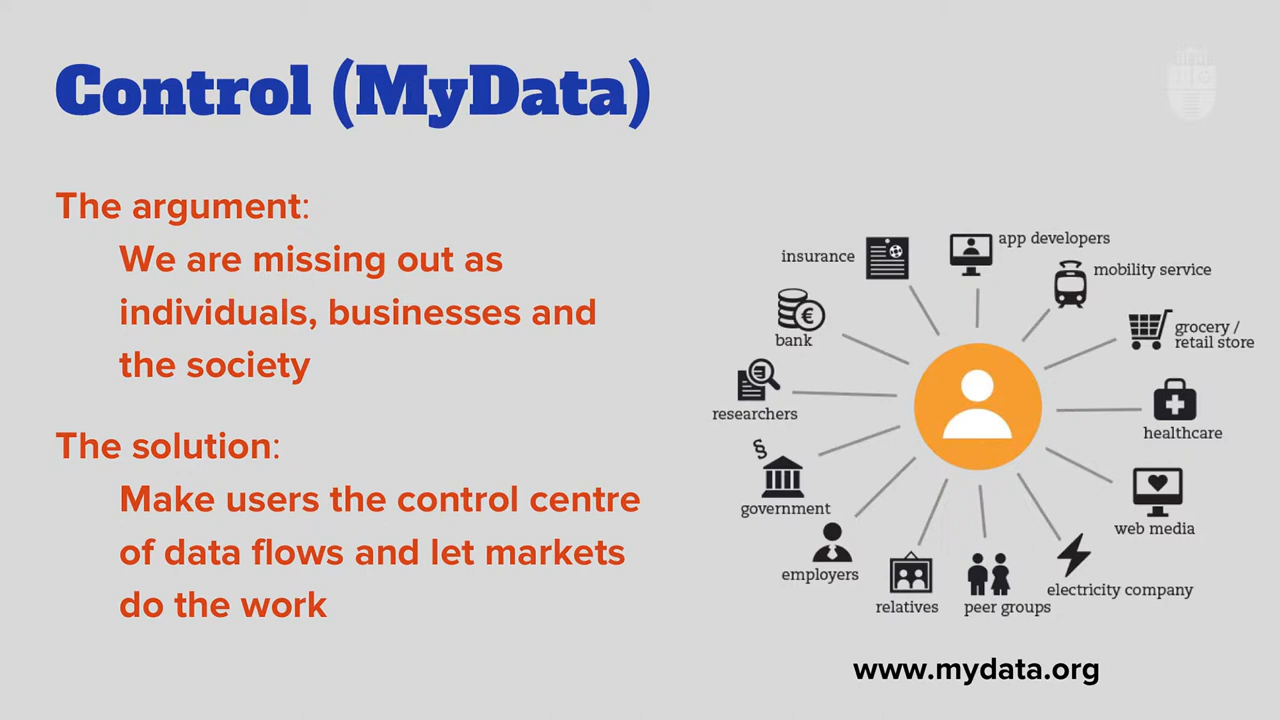 Control (MyData)
The argument:
We are missing out as
individuals, businesses and
the society
The solution:
Make users the control centre
of data flows and let markets
do the work
insurance
app developers
mobility service
bank
grocery /
retail store
researchers
healthcare
§
government
web media
employers
relatives
peer groups
electricity company
www.mydata.org